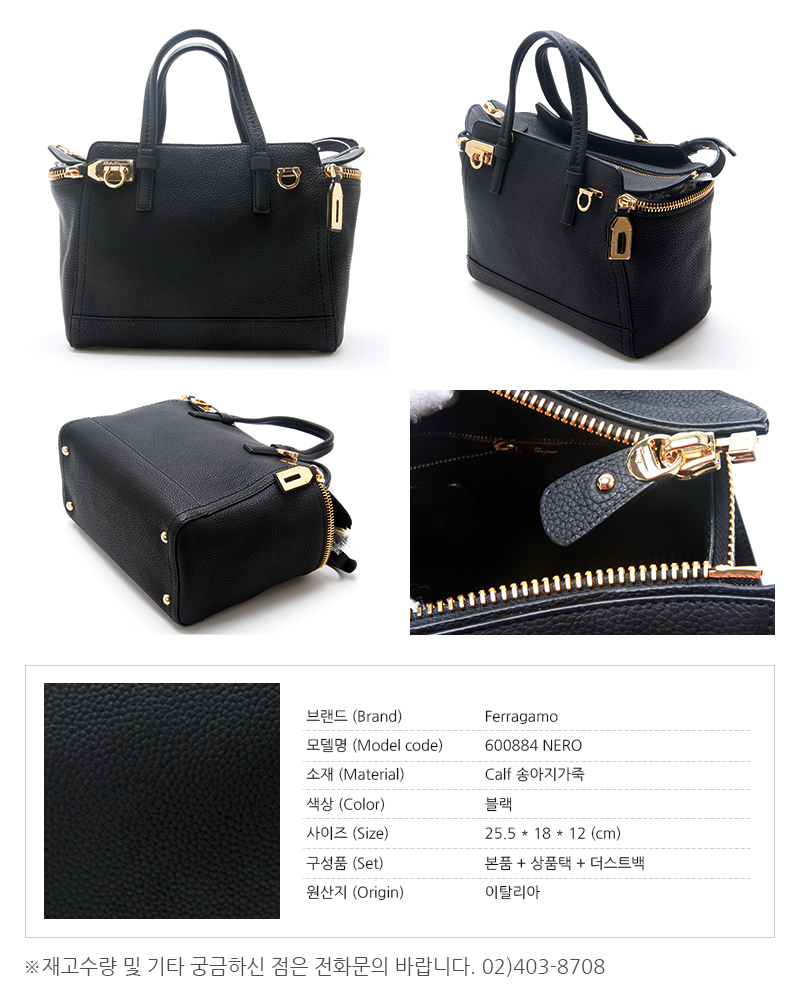 브랜드 (Brand) Ferragamo
모델명 (Model code) 600884 NERO
소재 (Material) Calf 송아지가죽
색상 (Color) 블랙
사이즈 (Size) 25.5 * 18 * 12 (cm)
구성품 (Set) 본품 + 상품택 + 더스트백
원산지 (Origin) 이탈리아
※재고수량 및 기타 궁금하신 점은 전화문의 바랍니다. 02)403-8708